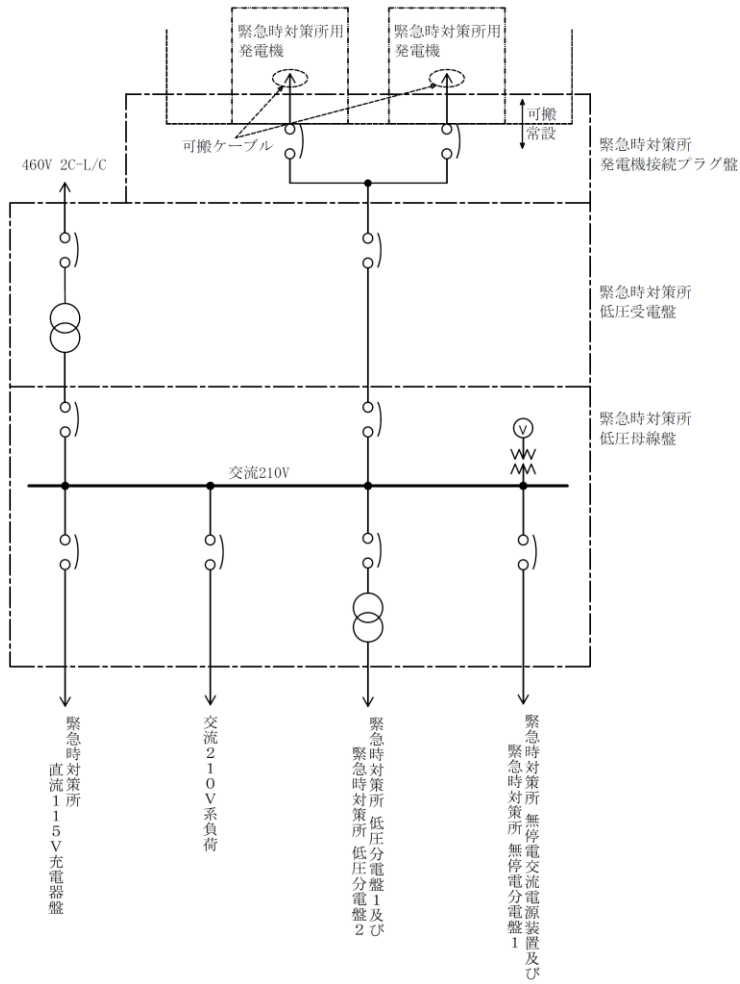 緊急時対策所用
発電機
緊急時対策所用
発電機
可搬
常設
可搬ケーブル
緊急時対策所
発電機接続プラグ盤
460V 2C-L/C
緊急時対策所
低圧受電盤
緊急時対策所
低圧母線盤
V
交流210V
緊急時対策所
直流115V充電器盤
交流210V系負荷
緊急時対策所 低圧分電盤1及び
緊急時対策所 低圧分電盤2
緊急時対策所 無停電交流電源装置及び
緊急時対策所 無停電分電盤1